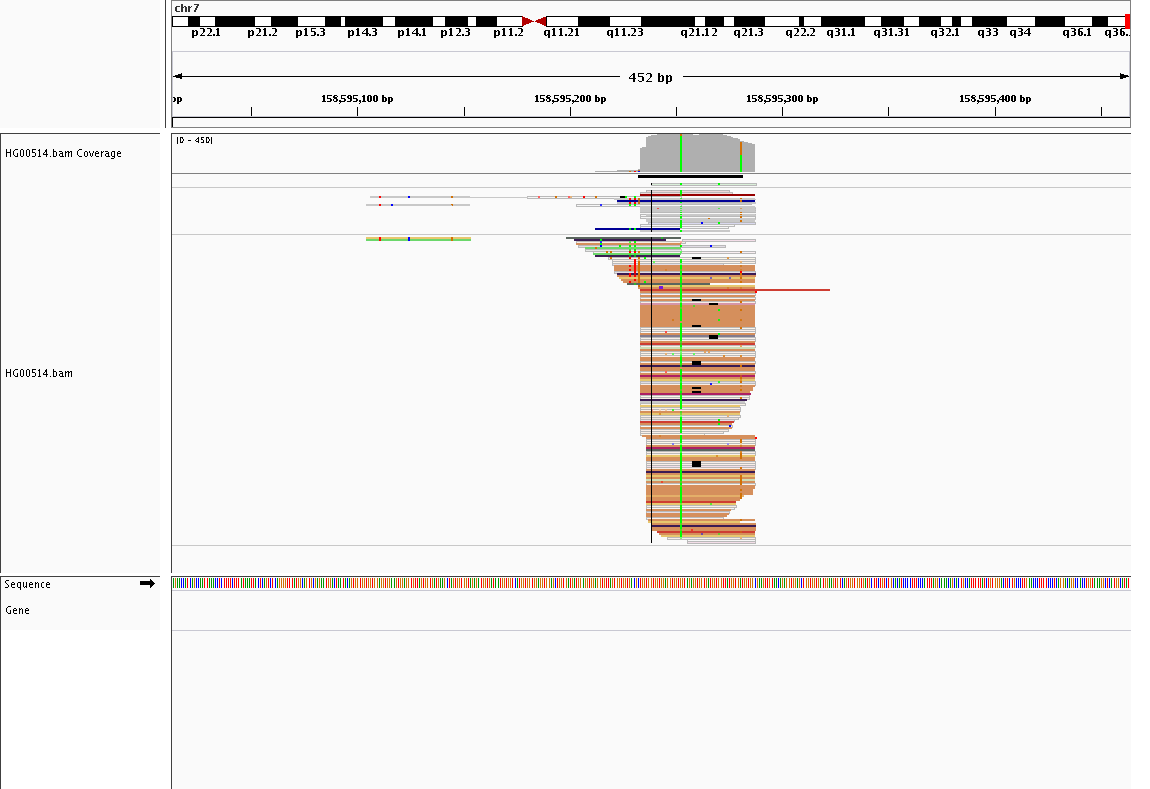 chr7
p22.1 p21.2 p15.3 p14.3 p14.1 p12.3 p11.2 q11.21 q11.23 q21.12 q21.3 q22.2 q31.1 q31.31 q32.1 q33 q34 q36.1 q36.
452 bp
bp 158,595,100 bp 158,595,200 bp 158,595,300 bp 158,595,400 bp
[0 - 450]
HG00514.bam Coverage
HG00514.bam
Sequence
Gene